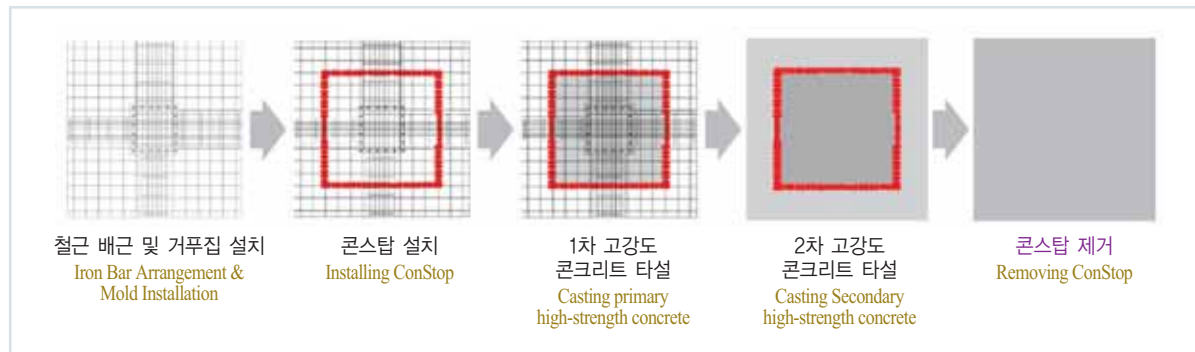 철근 배근 및 거푸집 설치
Iron Bar Arrangement &
Mold Installation
콘스탑 설치
Installing ConStop
1차 고강도
콘크리트 타설
Casting primary
high-strength concrete
2차 고강도
콘크리트 타설
Casting Secondary
high-strength concrete
콘스탑 제거
Removing ConStop